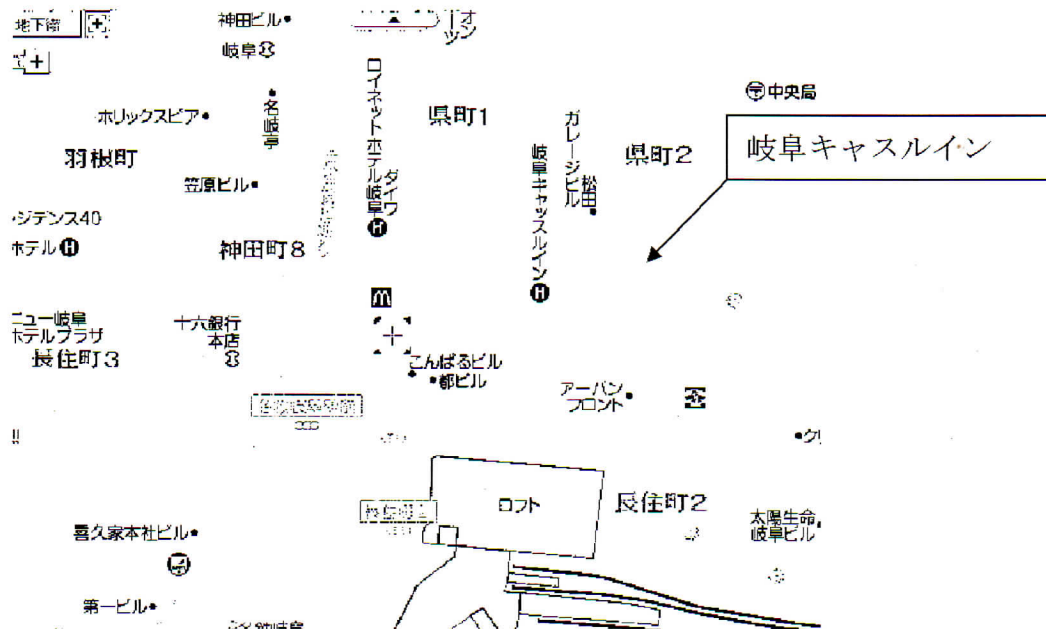 地下街
神田ビル
岐阜
ホリックスピア
名岐亭
羽根町
笠原ビル
ダイワ
ロイネットホテル岐阜
県町1
ガレージビル
松田
岐阜キャッスルイン
県町2
中央局
岐阜キャスルイン
ジデンス40
ホテル
神田町8
ニュー岐阜
ホテルプラザ
長住町3
十六銀行
本店
こんぱるビル
都ビル
アーバン
フロント
ロフト
長住町2
太陽生命
岐阜ビル
喜久家本社ビル
第一ビル